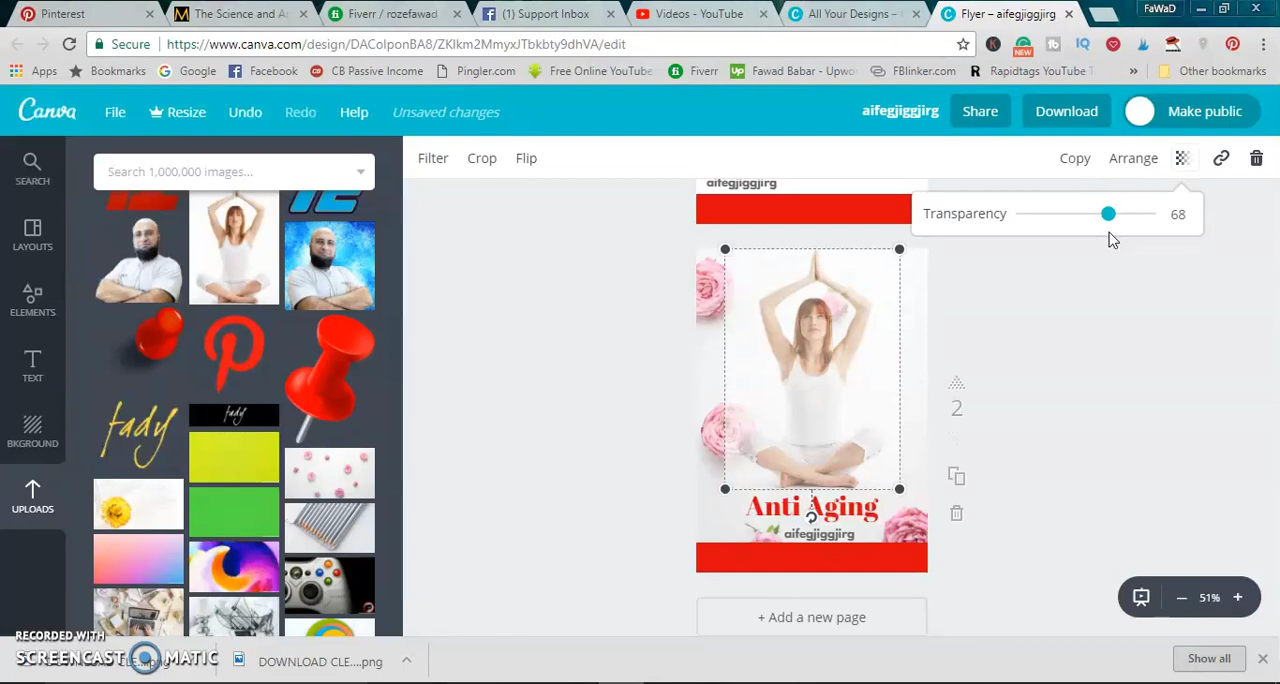 Pinterest
The Science and A
Fiverr / rozefawad
(1) Support Inbox
Videos - YouTube
All Your Designs –
Flyer – aifegjiggjirg
FaWaD
Secure
https://www.canva.com/design/DAColponBA8/ZKlkm2MmyxJTbkbty9dhVA/edit
NEW
Apps
Bookmarks
Google
Facebook
CB Passive Income
Pingler.com
Free Online YouTube
Fiverr
Fawad Babar - Upwo
FBlinker.com
Rapidtags YouTube T
Other bookmarks
Canva
File
Resize
Undo
Redo
Help
Unsaved changes
aifegjiggjirg
Share
Download
Make public
SEARCH
LAYOUTS
ELEMENTS
TEXT
BKGROUND
UPLOADS
Search 1,000,000 images...
fady
fady
Filter
Crop
Flip
Copy
Arrange
Transparency
68
aifegjiggjirg
Anti Aging
aifegjiggjirg
2
+ Add a new page
51%
RECORDED WITH
SCREENCAST MATIC
DOWNLOAD CLE....png
Show all